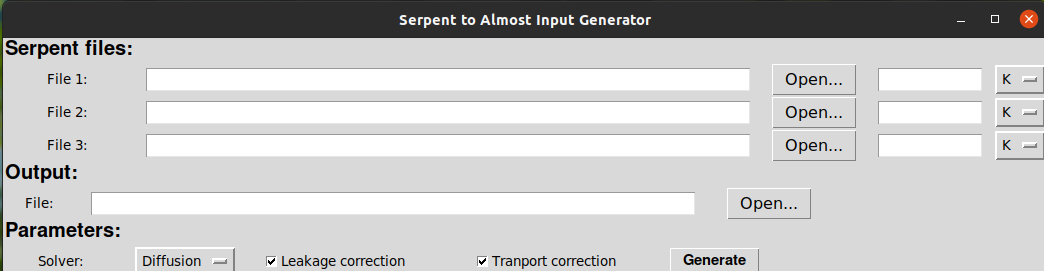 Serpent to Almost Input Generator
Serpent files:
File 1: Open... K
File 2: Open... K
File 3: Open... K
Output:
File: Open...
Parameters:
Solver: Diffusion Leakage correction Tranport correction Generate